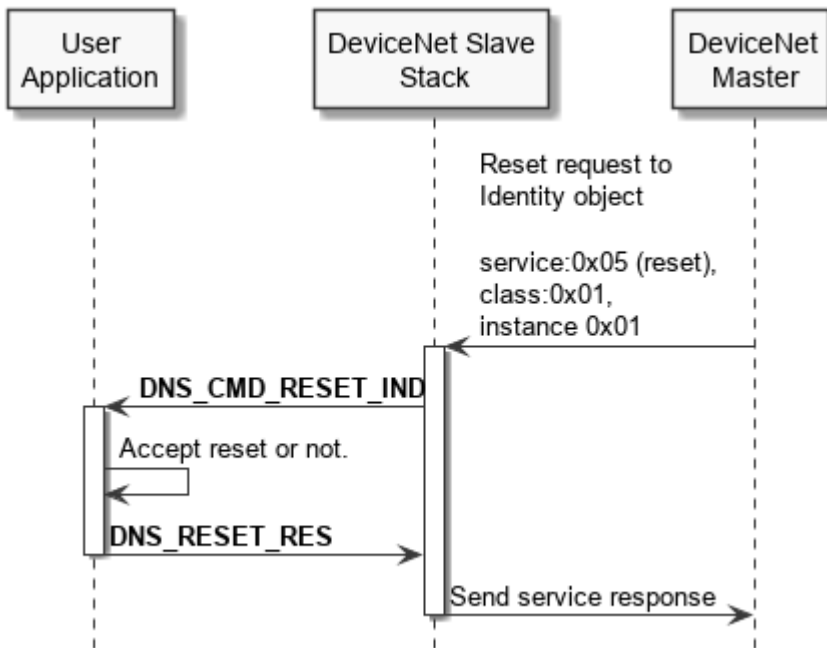 User
Application
DeviceNet Slave
Stack
DeviceNet
Master
Reset request to
Identity object
service:0x05 (reset),
class:0x01,
instance 0x01
DNS_CMD_RESET_IND
Accept reset or not.
DNS_RESET_RES
Send service response